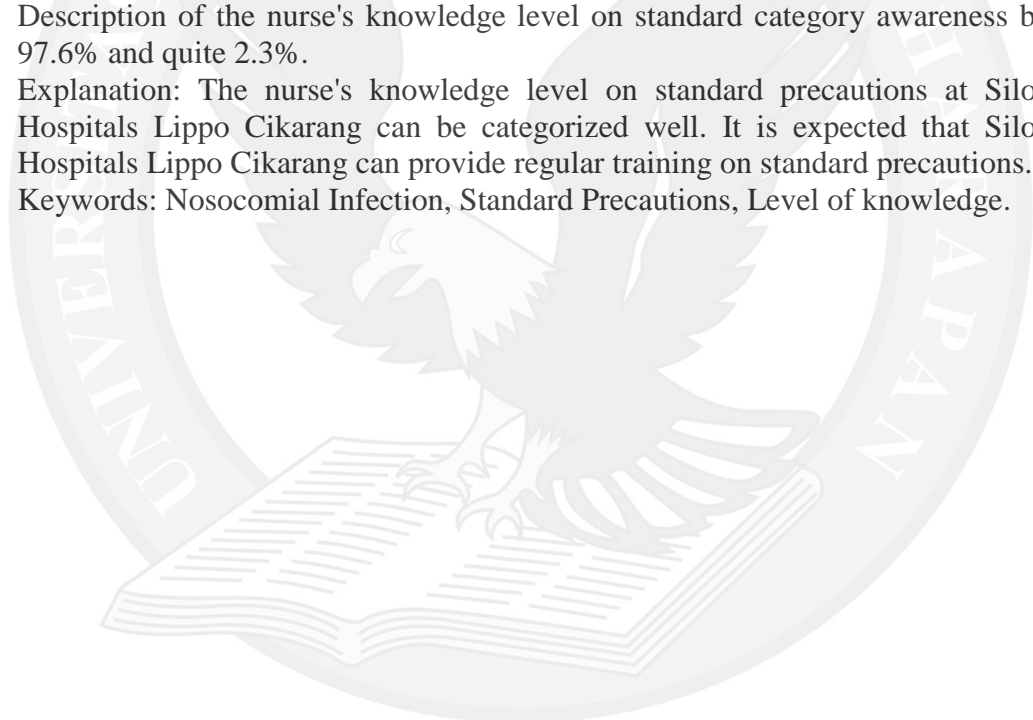 Description of the nurse's knowledge level on standard category awareness b
97.6% and quite 2.3%.
Explanation: The nurse's knowledge level on standard precautions at Silo
Hospitals Lippo Cikarang can be categorized well. It is expected that Silo
Hospitals Lippo Cikarang can provide regular training on standard precautions.
Keywords: Nosocomial Infection, Standard Precautions, Level of knowledge.
UNIVERSITA
HARAPAN